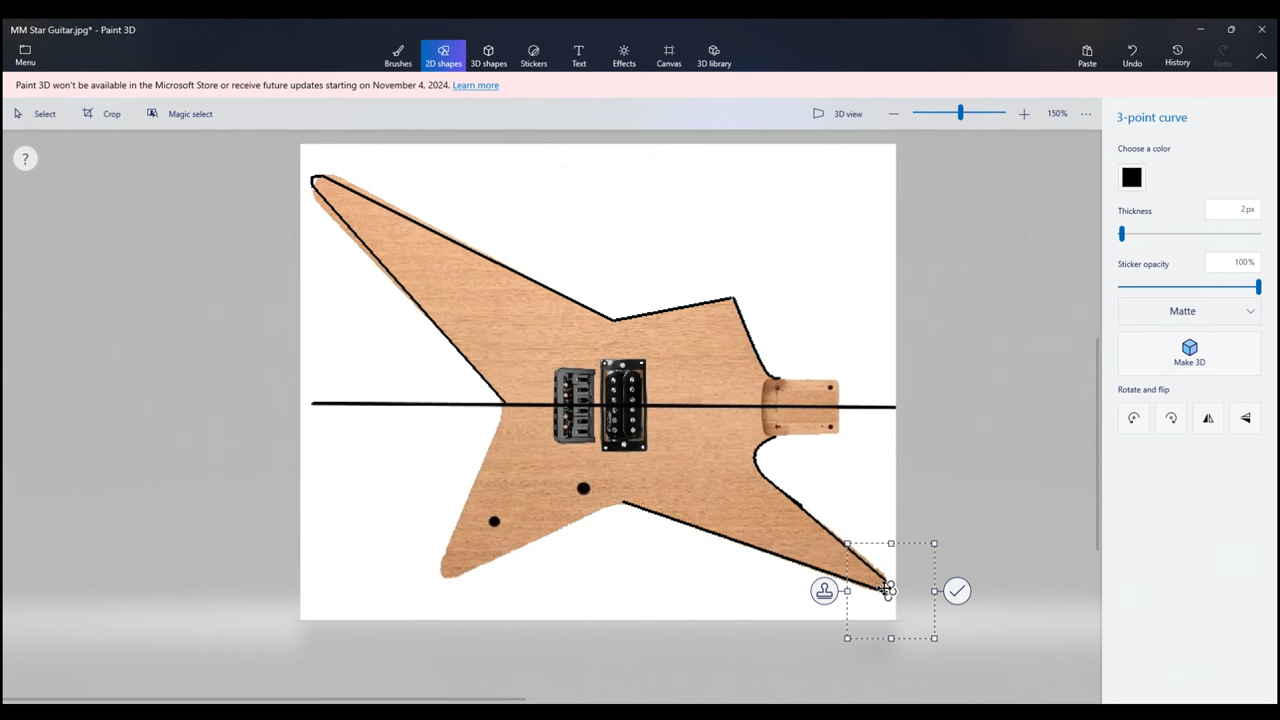 MM Star Guitar.jpg* - Paint 3D
Menu
Brushes
2D shapes
3D shapes
Stickers
Text
Effects
Canvas
3D library
Paste
Undo
History
Redo
Paint 3D won't be available in the Microsoft Store or receive future updates starting on November 4, 2024. Learn more
Select
Crop
Magic select
3D view
150%
?
3-point curve
Choose a color
Thickness
2px
Sticker opacity
100%
Matte
Make 3D
Rotate and flip